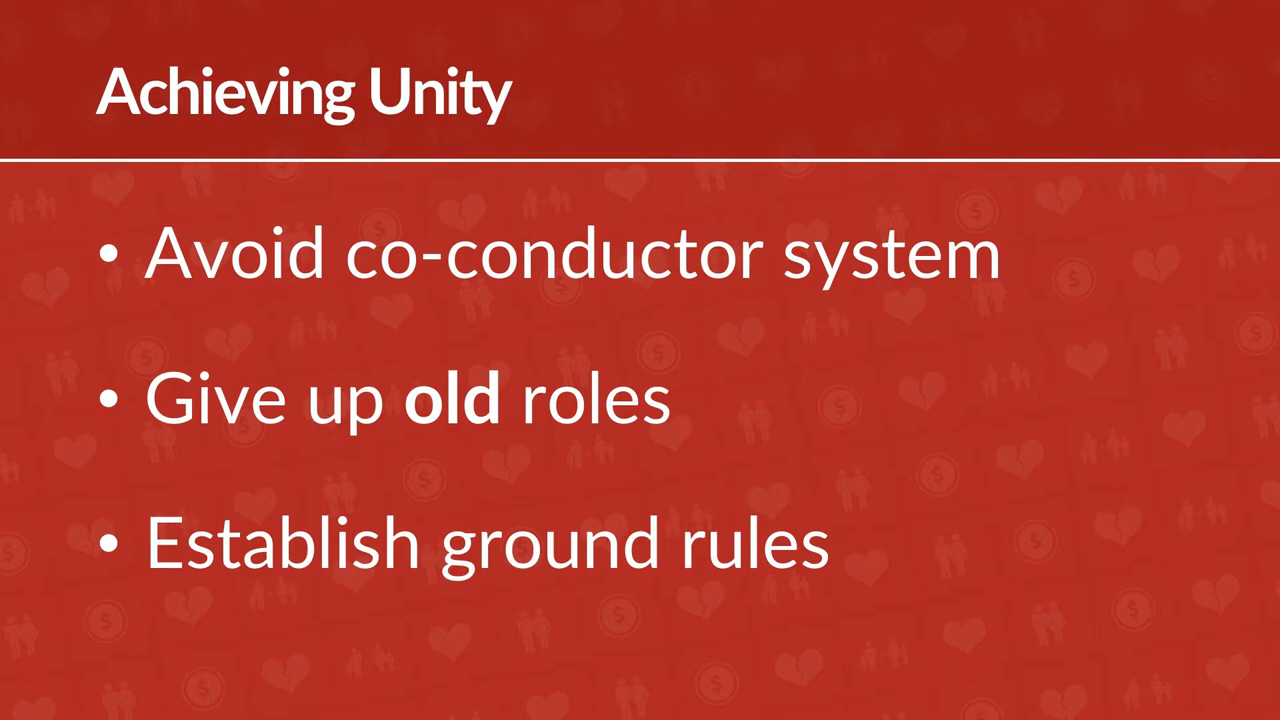 Achieving Unity
• Avoid co-conductor system
• Give up old roles
• Establish ground rules